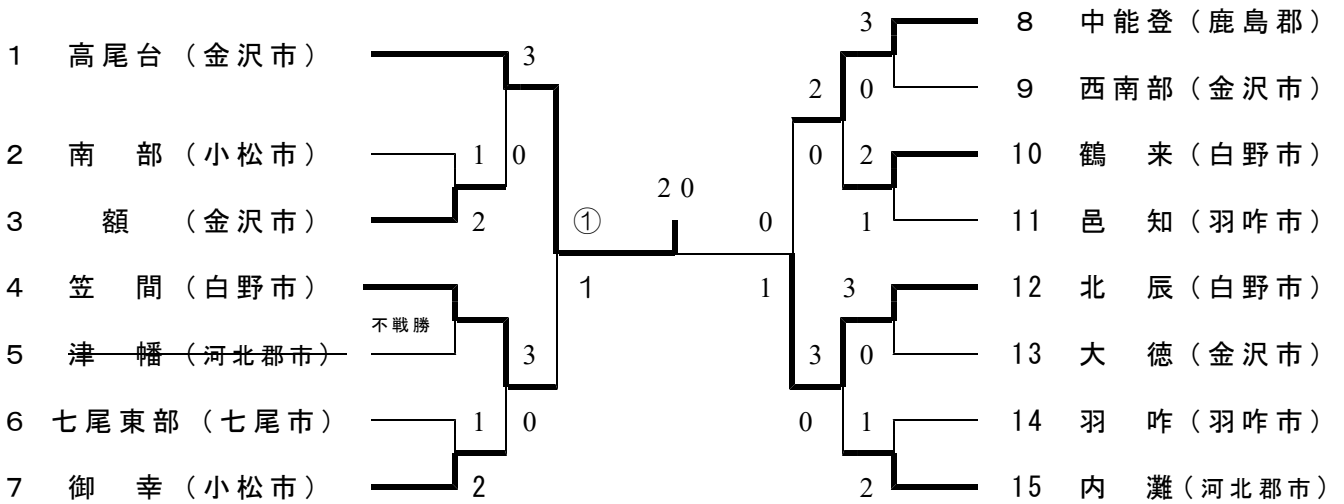 1 高尾台 (金沢市) 3
2 南 部 (小松市) 1 0
3 額 (金沢市) 2 ①
4 笠 間 (白野市) 1
不戦勝
5 津 幡 (河北郡市) 3
6 七尾東部 (七尾市) 1 0
7 御 幸 (小松市) 2
2 0
3 8 中能登 (鹿島郡)
2 0 9 西南部 (金沢市)
0 2 10 鶴 来 (白野市)
0 1 11 邑 知 (羽咋市)
1 3 12 北 辰 (白野市)
3 0 13 大 徳 (金沢市)
0 1 14 羽 咋 (羽咋市)
2 15 内 灘 (河北郡市)